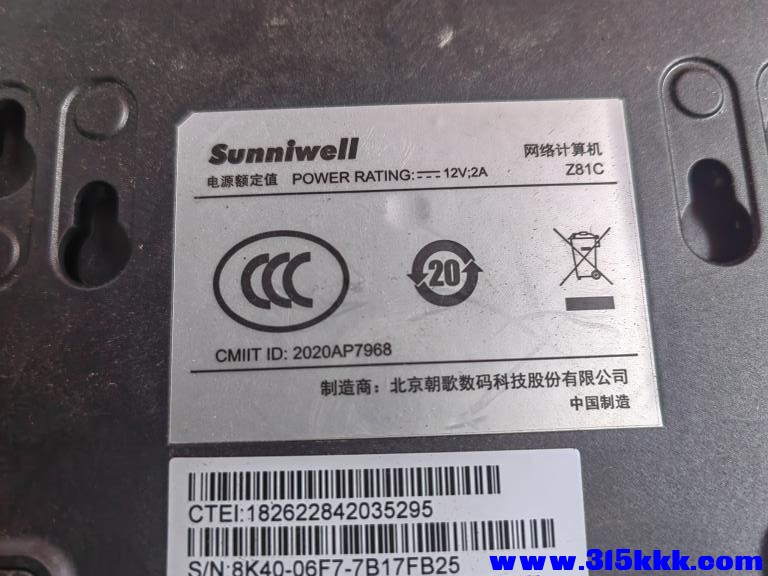 Sunniwell 网络计算机
电源额定值 POWER RATING: ⎓ 12V;2A Z81C
CCC
20
CMIIT ID: 2020AP7968
制造商：北京朝歌数码科技股份有限公司
中国制造
CTEI:182622842035295
S/N:8K40-06F7-7B17FB25
www.315kkk.com